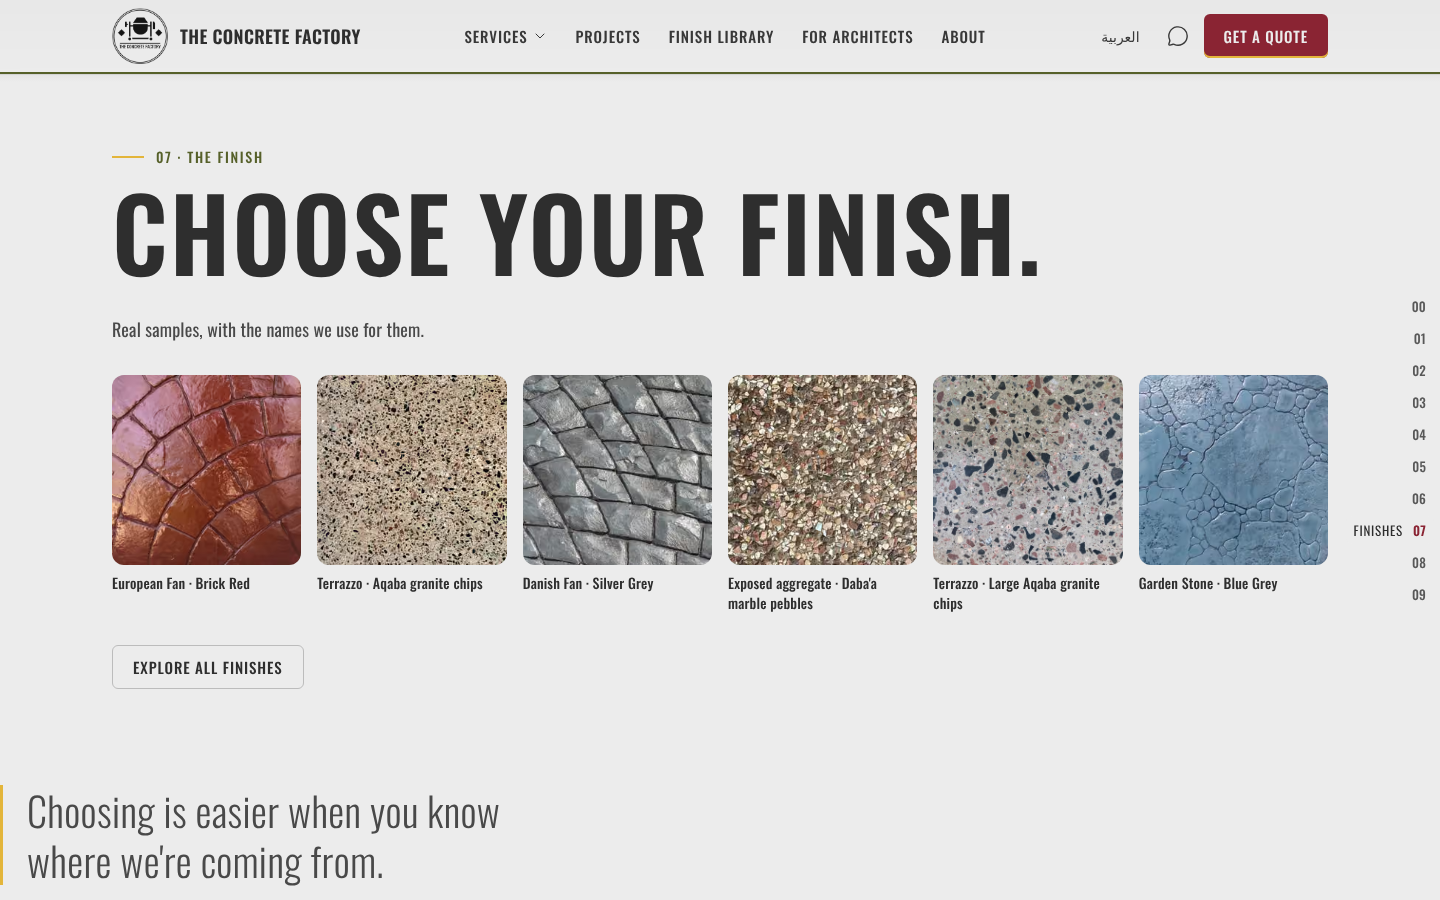 THE CONCRETE FACTORY
THE CONCRETE FACTORY
SERVICES
PROJECTS
FINISH LIBRARY
FOR ARCHITECTS
ABOUT
العربية
GET A QUOTE
07 · THE FINISH
CHOOSE YOUR FINISH.
Real samples, with the names we use for them.
European Fan · Brick Red
Terrazzo · Aqaba granite chips
Danish Fan · Silver Grey
Exposed aggregate · Daba'a
marble pebbles
Terrazzo · Large Aqaba granite
chips
Garden Stone · Blue Grey
EXPLORE ALL FINISHES
Choosing is easier when you know
where we're coming from.
00
01
02
03
04
05
06
FINISHES 07
08
09